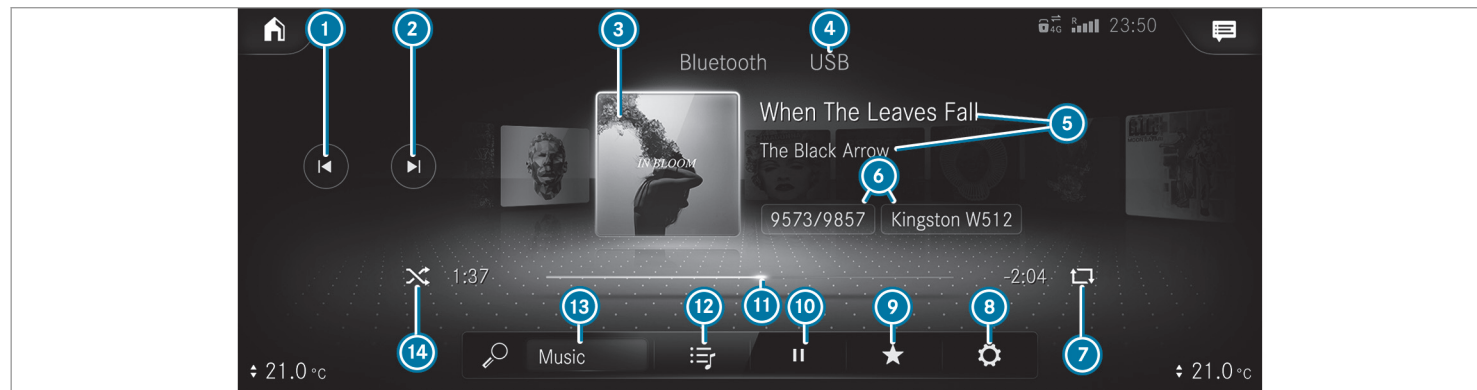 1 2 3 4 4G R 23:50
Bluetooth USB
When The Leaves Fall 5
The Black Arrow
IN BLOOM
6
9573/9857 Kingston W512
1:37 -2:04
11
13 12 10 9 8
14 Music 7
21.0 °C 21.0 °C